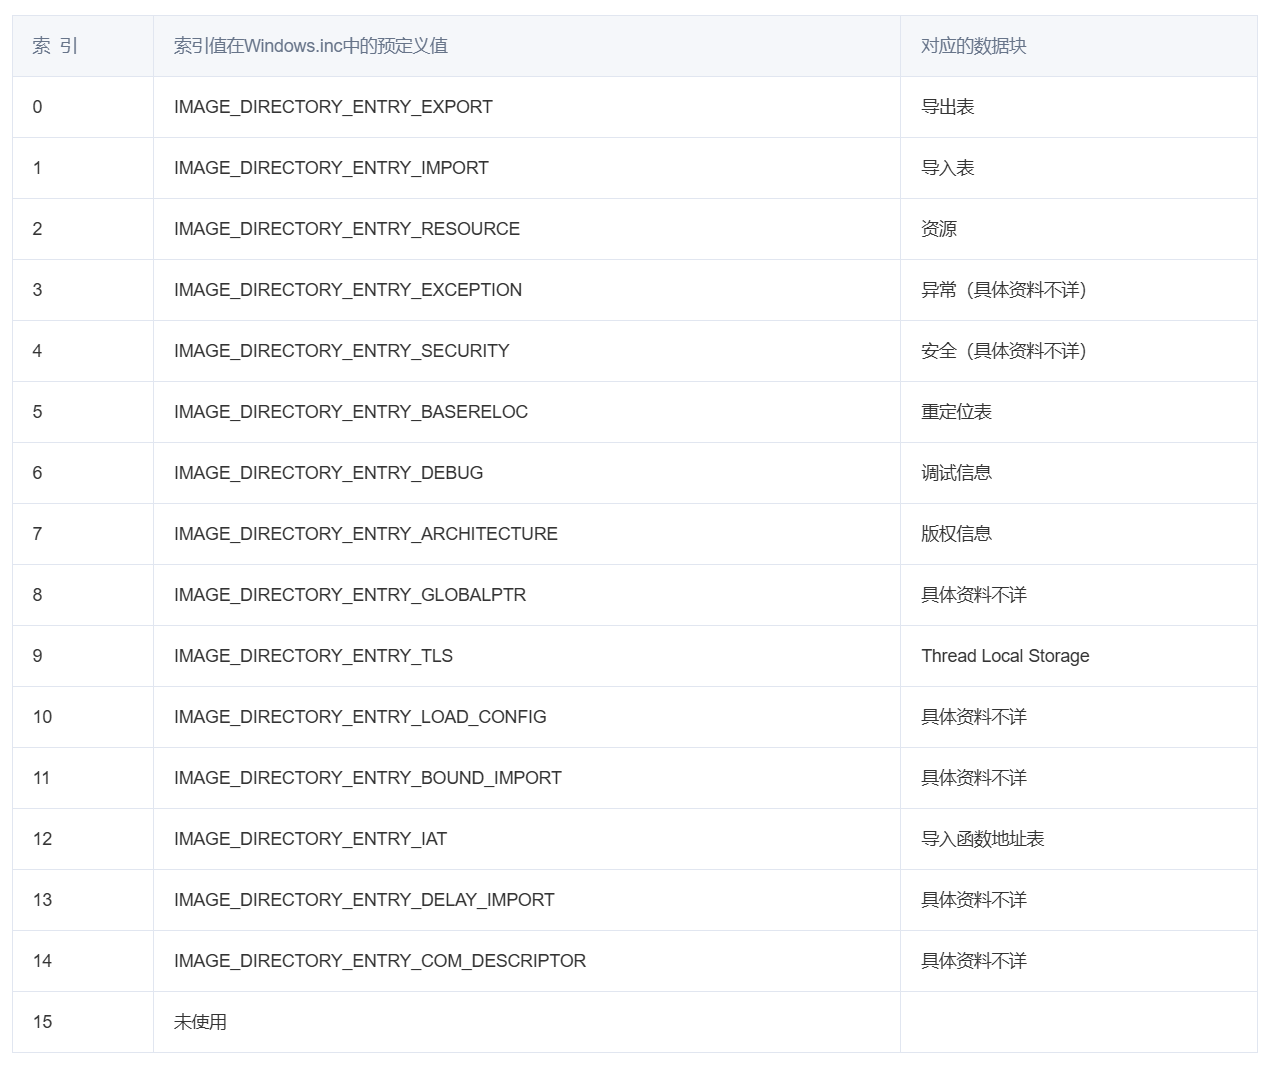 索 引 索引值在Windows.inc中的预定义值 对应的数据块
0 IMAGE_DIRECTORY_ENTRY_EXPORT 导出表
1 IMAGE_DIRECTORY_ENTRY_IMPORT 导入表
2 IMAGE_DIRECTORY_ENTRY_RESOURCE 资源
3 IMAGE_DIRECTORY_ENTRY_EXCEPTION 异常（具体资料不详）
4 IMAGE_DIRECTORY_ENTRY_SECURITY 安全（具体资料不详）
5 IMAGE_DIRECTORY_ENTRY_BASERELOC 重定位表
6 IMAGE_DIRECTORY_ENTRY_DEBUG 调试信息
7 IMAGE_DIRECTORY_ENTRY_ARCHITECTURE 版权信息
8 IMAGE_DIRECTORY_ENTRY_GLOBALPTR 具体资料不详
9 IMAGE_DIRECTORY_ENTRY_TLS Thread Local Storage
10 IMAGE_DIRECTORY_ENTRY_LOAD_CONFIG 具体资料不详
11 IMAGE_DIRECTORY_ENTRY_BOUND_IMPORT 具体资料不详
12 IMAGE_DIRECTORY_ENTRY_IAT 导入函数地址表
13 IMAGE_DIRECTORY_ENTRY_DELAY_IMPORT 具体资料不详
14 IMAGE_DIRECTORY_ENTRY_COM_DESCRIPTOR 具体资料不详
15 未使用